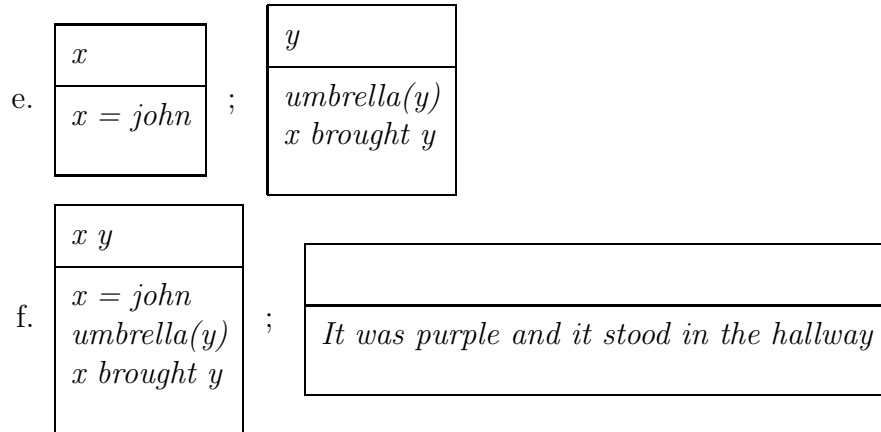 e.
x
x = john
;
y
umbrella(y)
x brought y
f.
x y
x = john
umbrella(y)
x brought y
;
It was purple and it stood in the hallway